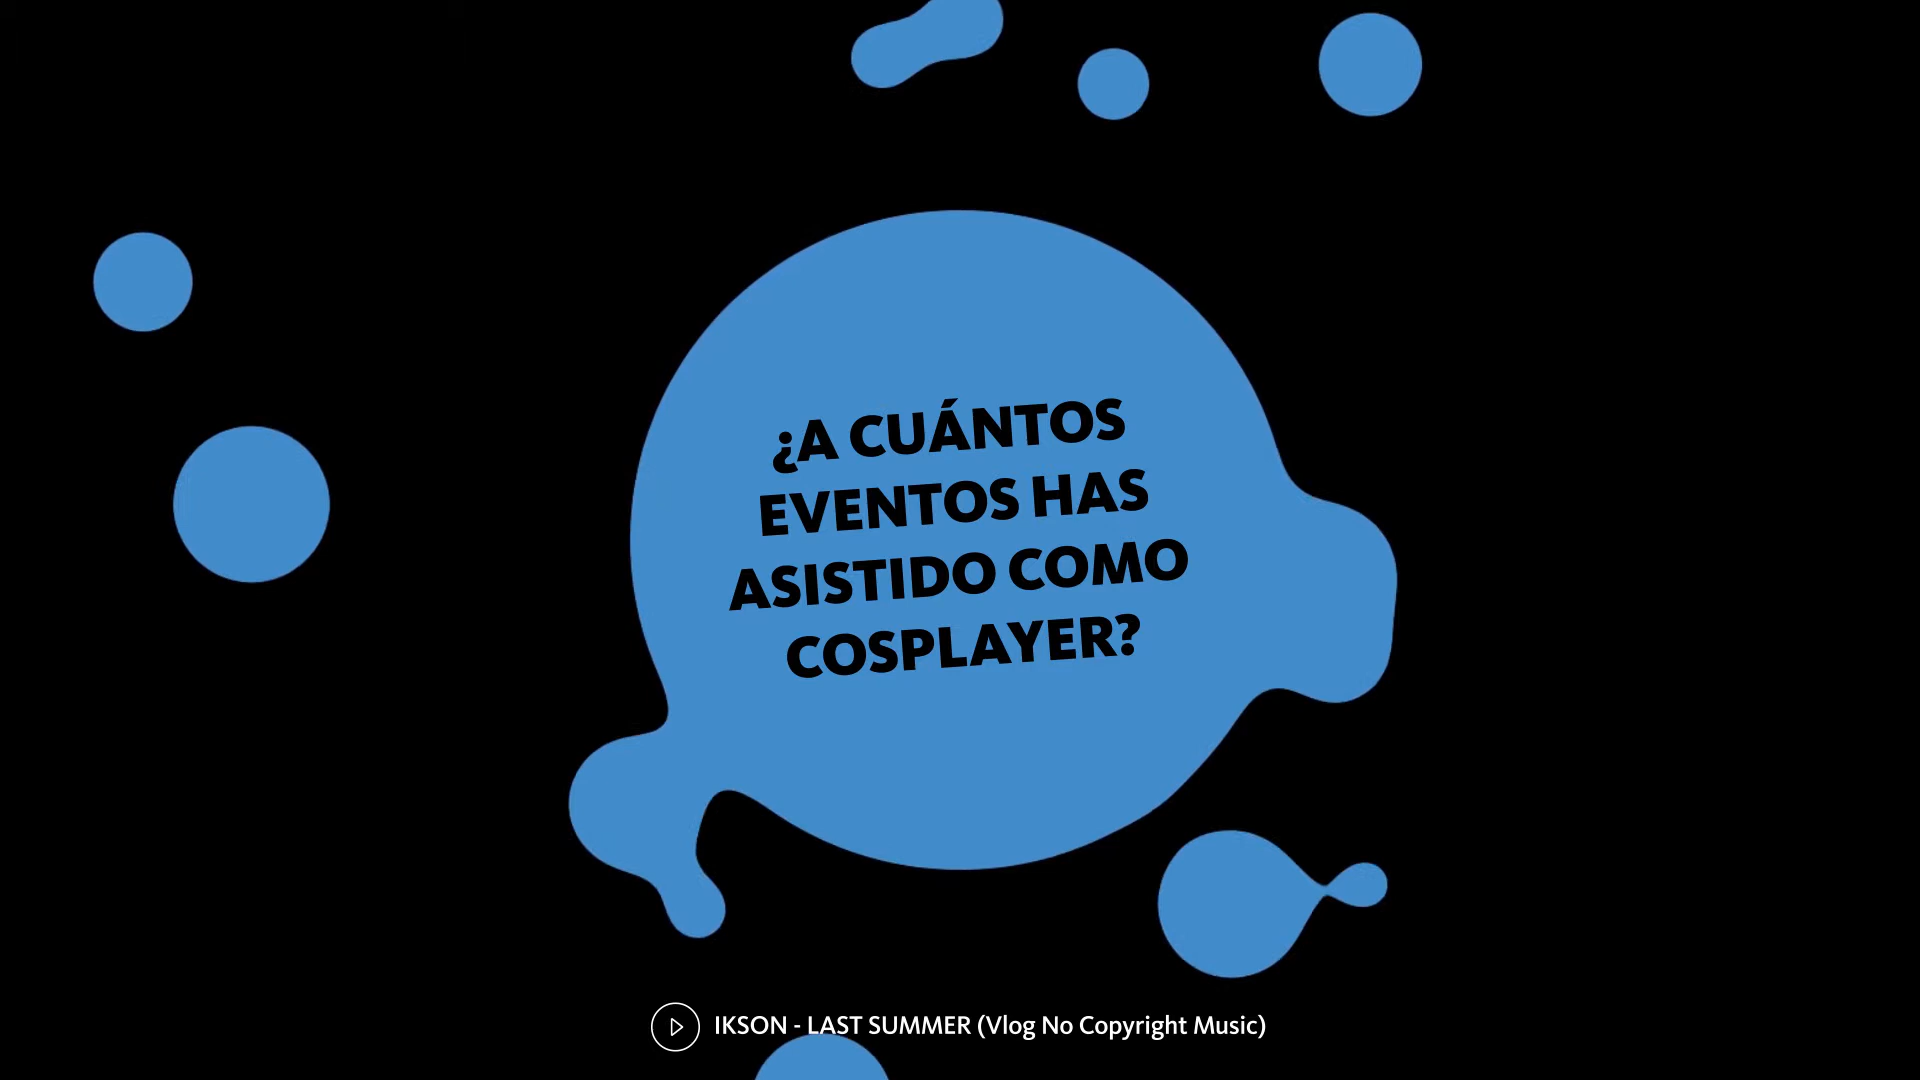 ¿A CUÁNTOS
EVENTOS HAS
ASISTIDO COMO
COSPLAYER?
IKSON - LAST SUMMER (Vlog No Copyright Music)